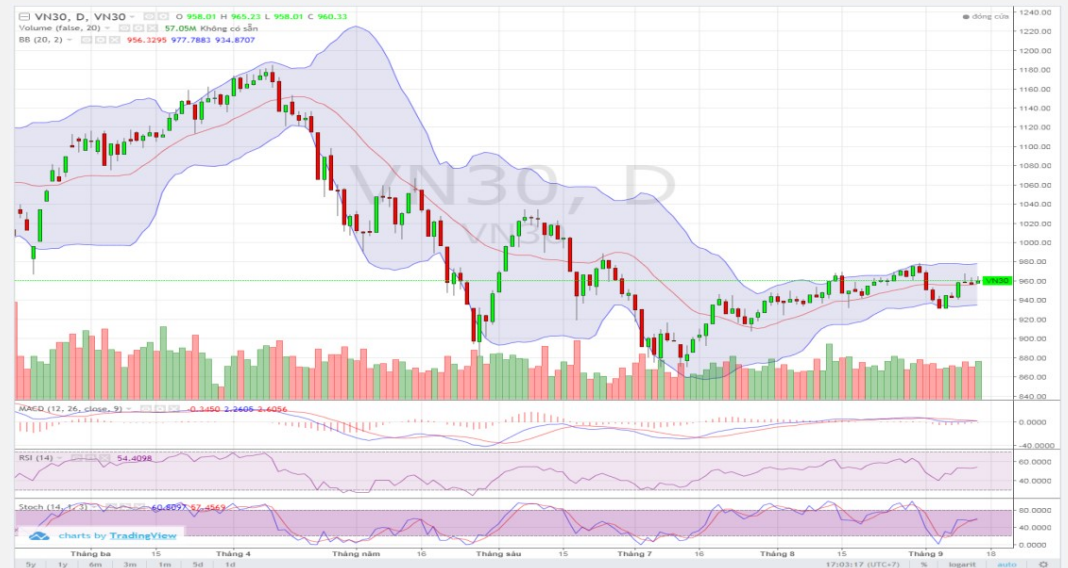 VN30, D, VN30 O 958.01 H 965.23 L 958.01 C 960.33
đóng cửa
Volume (false, 20) 57.05M Không có sẵn
BB (20, 2) 956.3295 977.7883 934.8707
VN30, D
VN30
1240.00
1220.00
1200.00
1180.00
1160.00
1140.00
1120.00
1100.00
1080.00
1060.00
1040.00
1020.00
1000.00
980.00
VN30 960.00
940.00
920.00
900.00
880.00
860.00
840.00
MACD (12, 26, close, 9) -0.3450 2.2605 2.6056
0.0000
-40.0000
RSI (14) 54.4098
60.0000
40.0000
Stoch (14, 1, 3) 60.8097 57.4569
80.0000
40.0000
0.0000
charts by TradingView
Tháng ba 15 Tháng 4 Tháng năm 16 Tháng sáu 15 Tháng 7 16 Tháng 8 15 Tháng 9 18
5y 1y 6m 3m 1m 5d 1d 17:03:17 (UTC+7) % logarit auto